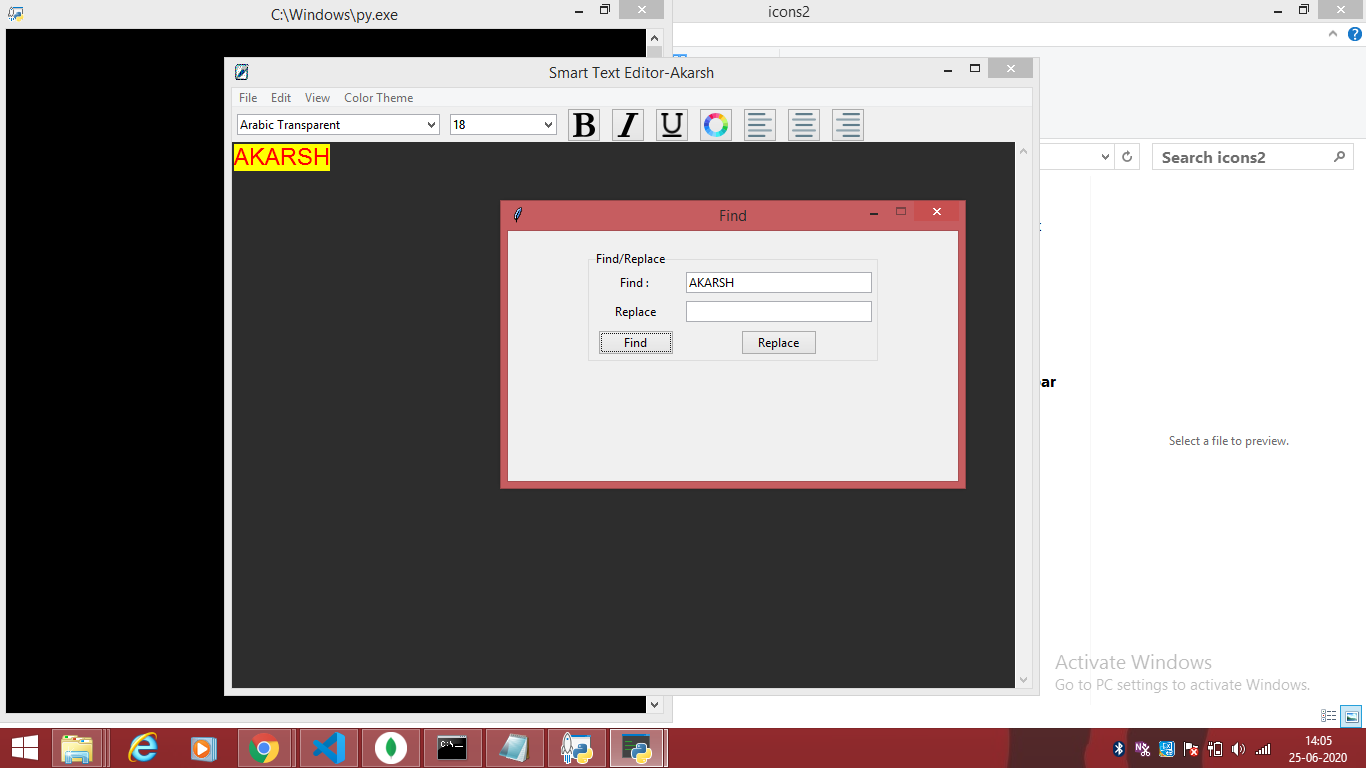 C:\Windows\py.exe
icons2
Smart Text Editor-Akarsh
File Edit View Color Theme
Arabic Transparent 18 B I U
AKARSH
Search icons2
Find
Find/Replace
Find : AKARSH
Replace
Find Replace
Select a file to preview.
Activate Windows
Go to PC settings to activate Windows.
14:05
25-06-2020